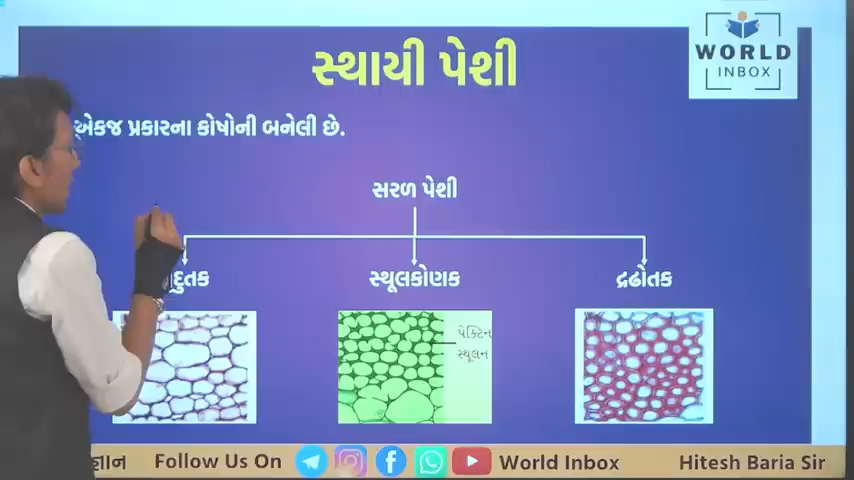 WORLD
INBOX
સ્થાયી પેશી
એકજ પ્રકારના કોષોની બનેલી છે.
સરળ પેશી
સ્થૂલકોણક
દ્રઢોતક
પેક્ટિન
સ્થૂલન
Follow Us On
World Inbox
Hitesh Baria Sir